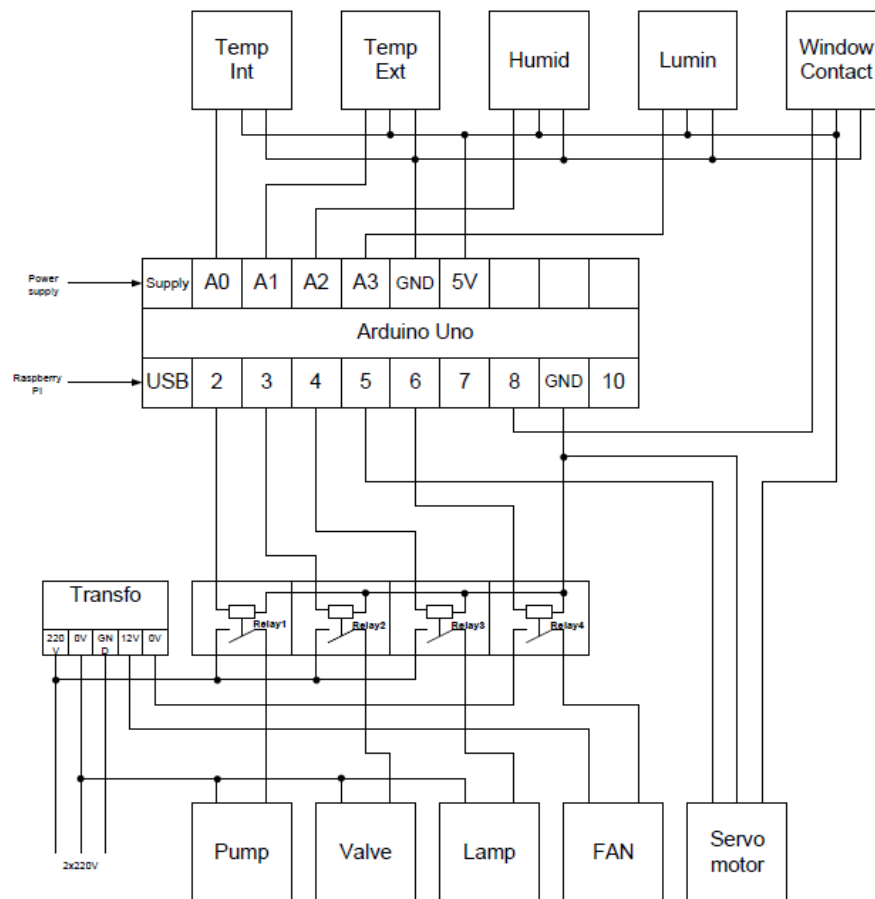 Temp
Int
Temp
Ext
Humid
Lumin
Window
Contact
Power
supply
Supply
A0
A1
A2
A3
GND
5V
Arduino Uno
Raspberry
PI
USB
2
3
4
5
6
7
8
GND
10
Transfo
220
V
0V
GN
D
12V
0V
Relay1
Relay2
Relay3
Relay4
2x220V
Pump
Valve
Lamp
FAN
Servo
motor